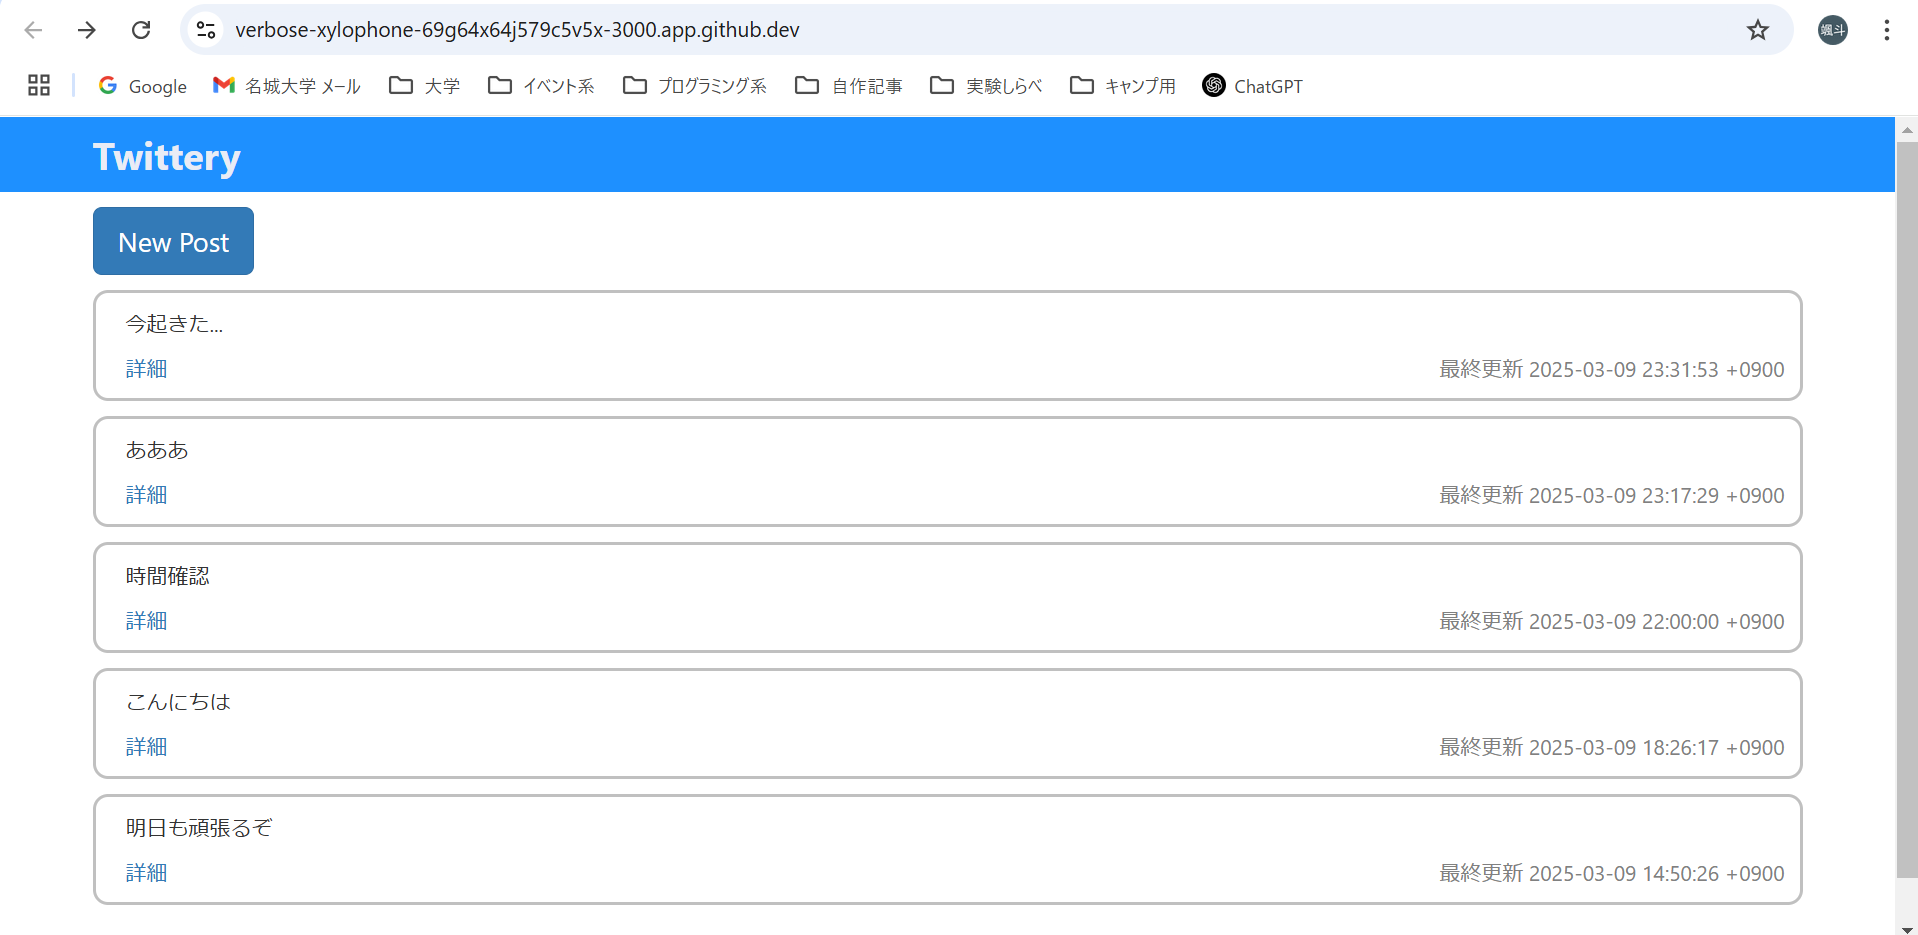 verbose-xylophone-69g64x64j579c5v5x-3000.app.github.dev
颯斗
Google 名城大学 メール 大学 イベント系 プログラミング系 自作記事 実験しらべ キャンプ用 ChatGPT
Twittery
New Post
今起きた...
詳細 最終更新 2025-03-09 23:31:53 +0900
あああ
詳細 最終更新 2025-03-09 23:17:29 +0900
時間確認
詳細 最終更新 2025-03-09 22:00:00 +0900
こんにちは
詳細 最終更新 2025-03-09 18:26:17 +0900
明日も頑張るぞ
詳細 最終更新 2025-03-09 14:50:26 +0900